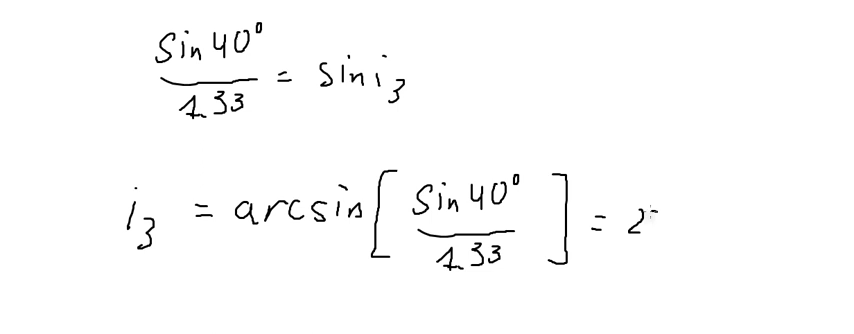 sin 40° / 1.33 = sin i₃
i₃ = arcsin[ sin 40° / 1.33 ] = 2